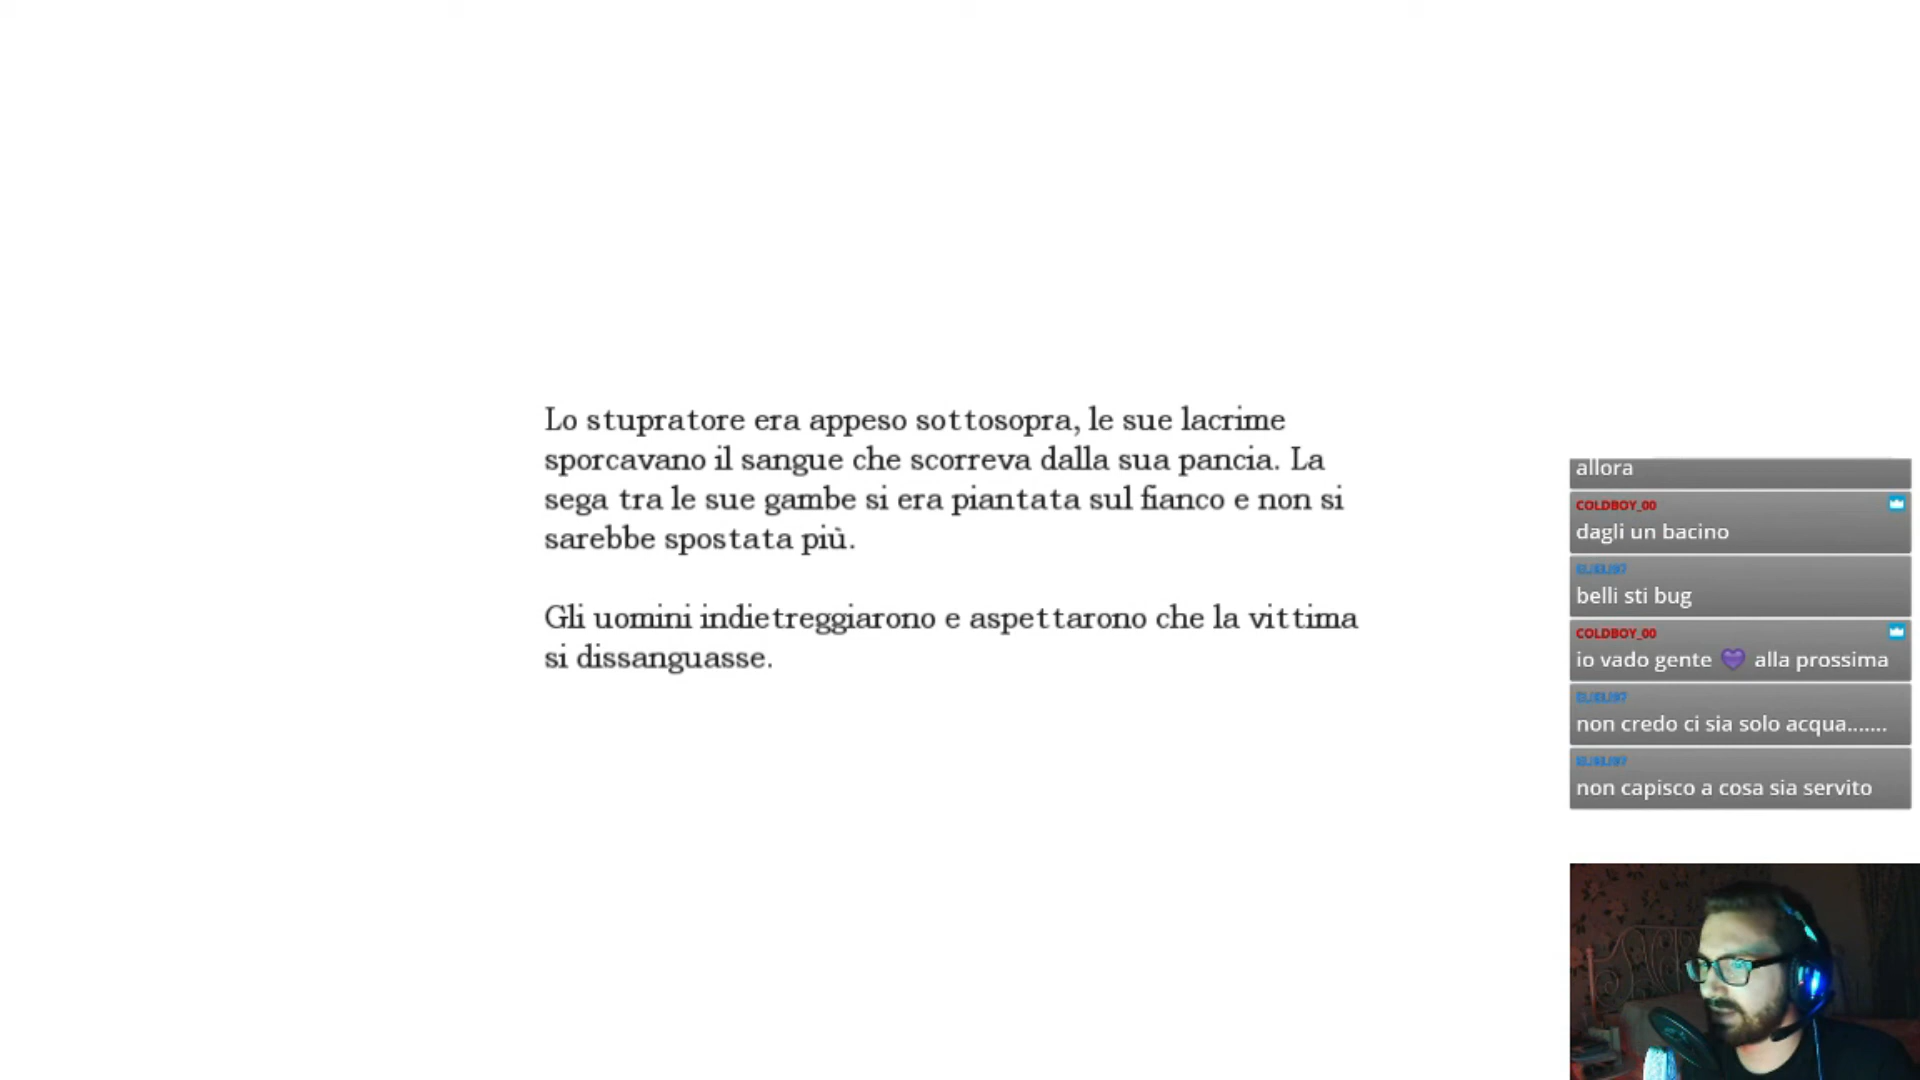 Lo stupratore era appeso sottosopra, le sue lacrime
sporcavano il sangue che scorreva dalla sua pancia. La
sega tra le sue gambe si era piantata sul fianco e non si
sarebbe spostata più.
Gli uomini indietreggiarono e aspettarono che la vittima
si dissanguasse.
allora
COLDBOY_00
dagli un bacino
belli sti bug
COLDBOY_00
io vado gente 💜 alla prossima
non credo ci sia solo acqua.......
non capisco a cosa sia servito